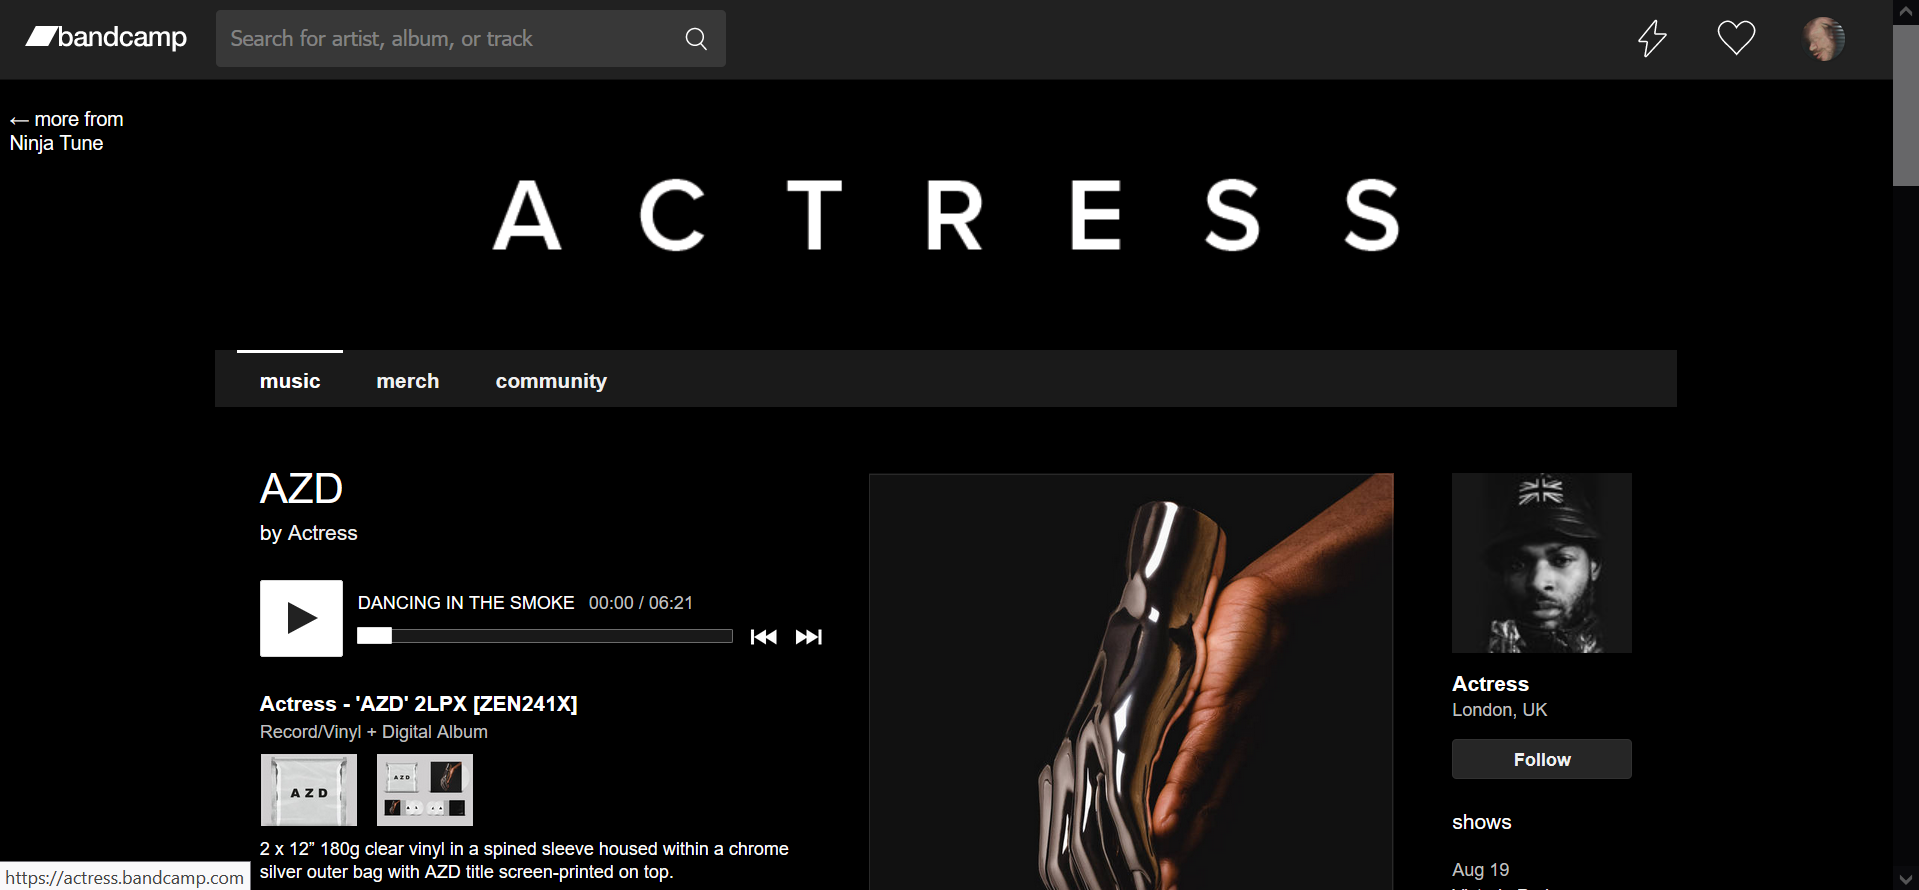 bandcamp
Search for artist, album, or track
← more from
Ninja Tune
ACTRESS
music merch community
AZD
by Actress
DANCING IN THE SMOKE 00:00 / 06:21
Actress - 'AZD' 2LPX [ZEN241X]
Record/Vinyl + Digital Album
AZD
AZD
2 x 12” 180g clear vinyl in a spined sleeve housed within a chrome
silver outer bag with AZD title screen-printed on top.
Actress
London, UK
Follow
shows
Aug 19
https://actress.bandcamp.com